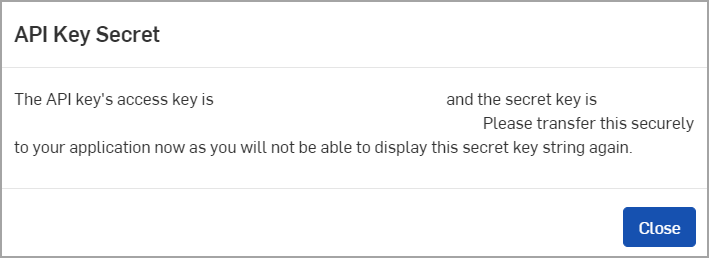 API Key Secret
The API key's access key is and the secret key is
Please transfer this securely
to your application now as you will not be able to display this secret key string again.
Close